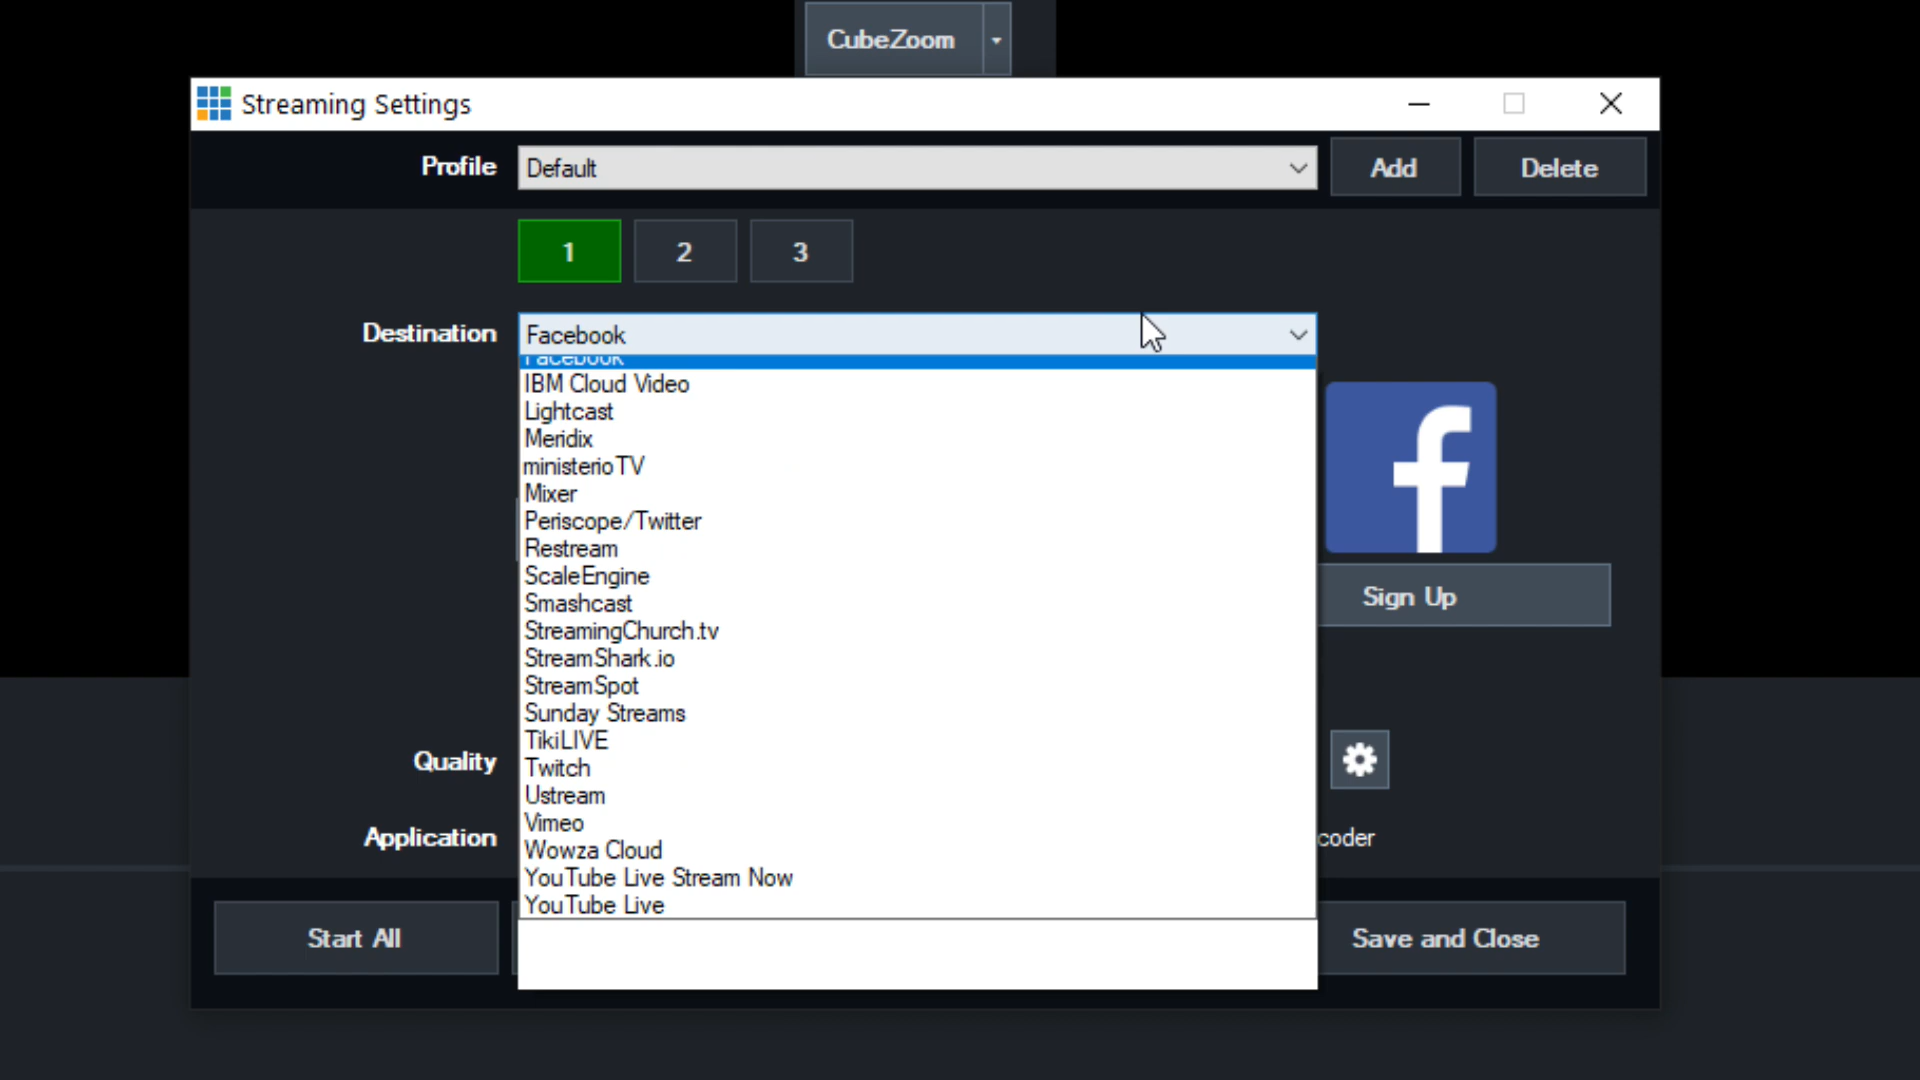 CubeZoom
Streaming Settings
Profile
Default
Add
Delete
1
2
3
Destination
Facebook
Facebook
IBM Cloud Video
Lightcast
Meridix
ministerioTV
Mixer
Periscope/Twitter
Restream
ScaleEngine
Smashcast
StreamingChurch.tv
StreamShark.io
StreamSpot
Sunday Streams
TikiLIVE
Twitch
Ustream
Vimeo
Wowza Cloud
YouTube Live Stream Now
YouTube Live
f
Sign Up
Quality
Application
coder
Start All
Save and Close